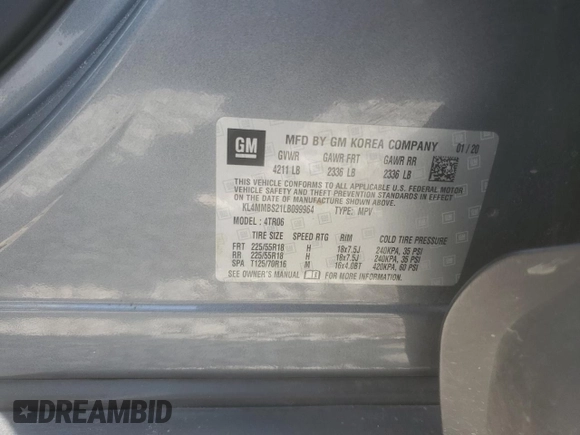 GM
MFD BY GM KOREA COMPANY 01/20
GVWR GAWR FRT GAWR RR
4211 LB 2336 LB 2336 LB
THIS VEHICLE CONFORMS TO ALL APPLICABLE U.S. FEDERAL MOTOR
VEHICLE SAFETY AND THEFT PREVENTION STANDARDS IN EFFECT ON
THE DATE OF MANUFACTURE SHOWN ABOVE.
KL4MMBS21LB099964 TYPE: MPV
MODEL: 4TR06
TIRE SIZE SPEED RTG RIM COLD TIRE PRESSURE
FRT 225/55R18 H 18x7.5J 240KPA, 35 PSI
RR 225/55R18 H 18x7.5J 240KPA, 35 PSI
SPA T125/70R16 M 16x4.0BT 420KPA, 60 PSI
SEE OWNER'S MANUAL FOR MORE INFORMATION.
DREAMBID